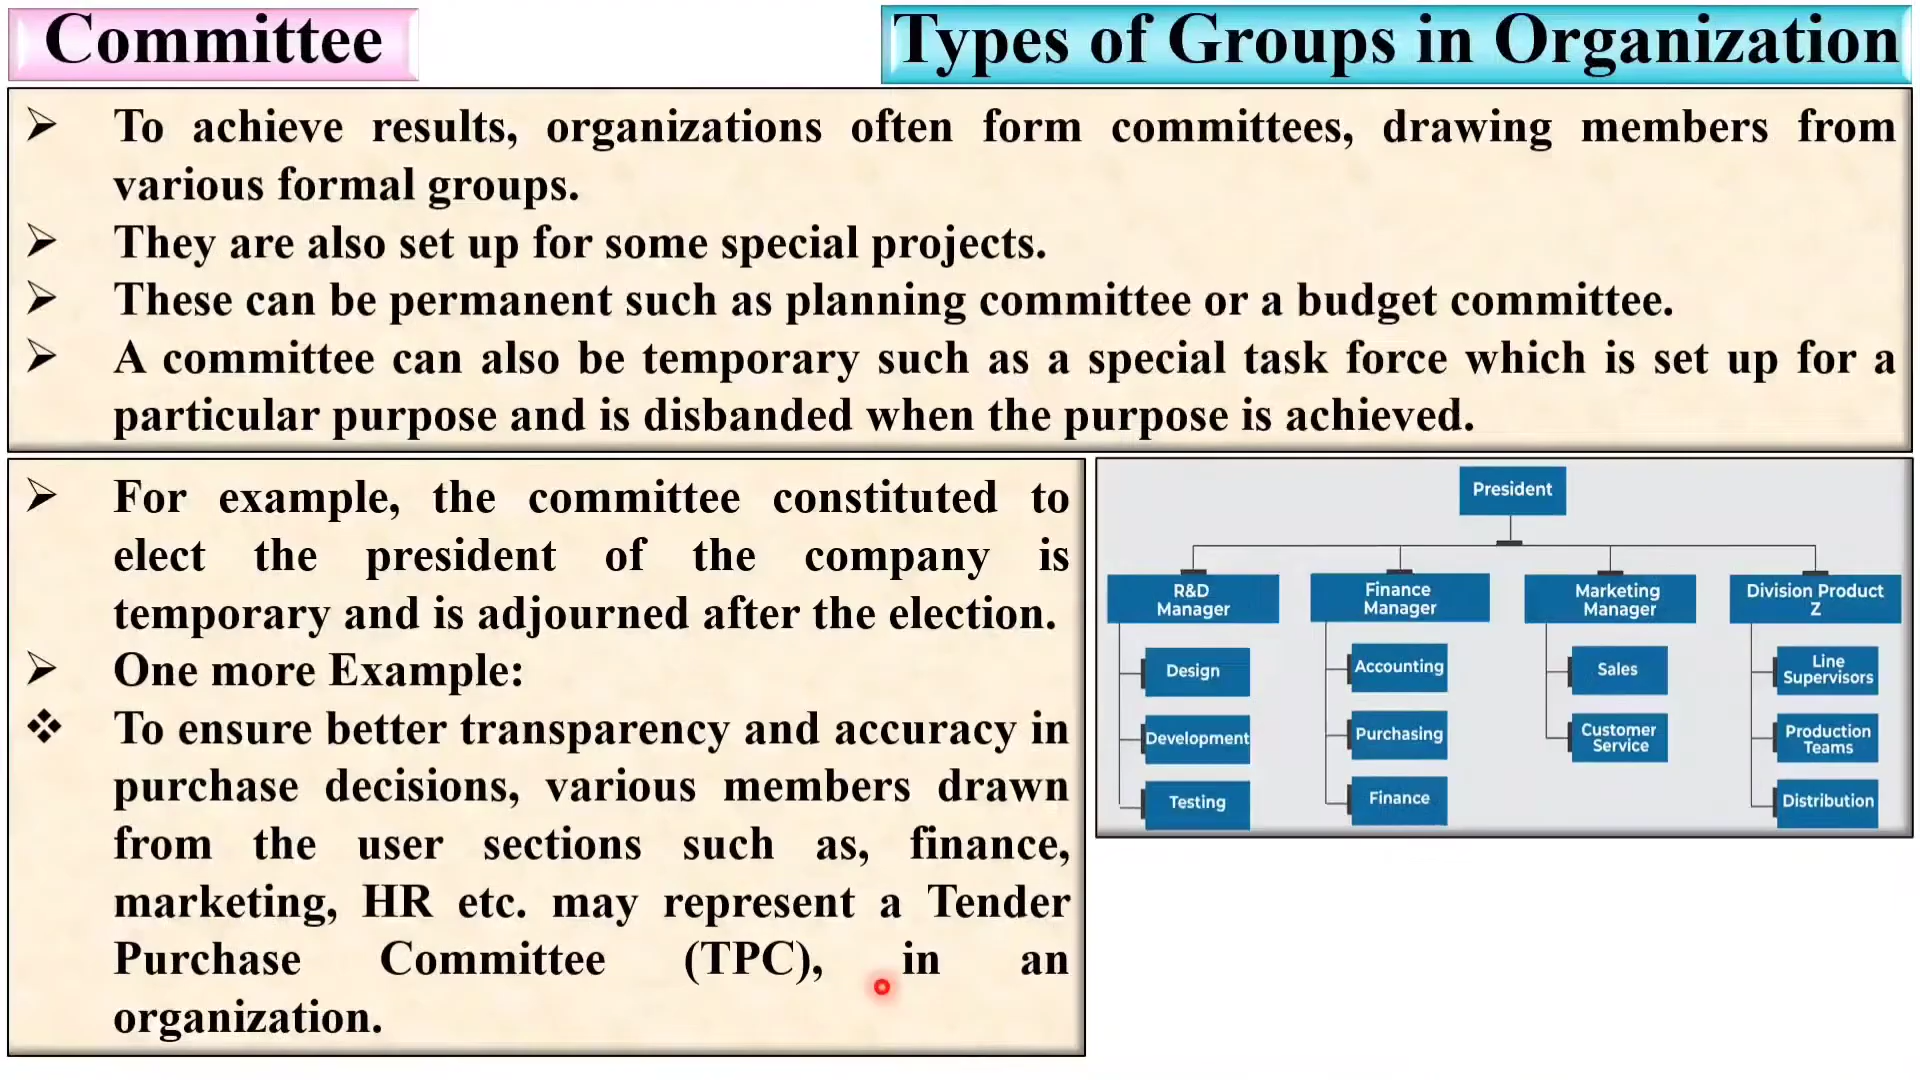 Committee
Types of Groups in Organization
➢ To achieve results, organizations often form committees, drawing members from
various formal groups.
➢ They are also set up for some special projects.
➢ These can be permanent such as planning committee or a budget committee.
➢ A committee can also be temporary such as a special task force which is set up for a
particular purpose and is disbanded when the purpose is achieved.
➢ For example, the committee constituted to
elect the president of the company is
temporary and is adjourned after the election.
➢ One more Example:
❖ To ensure better transparency and accuracy in
purchase decisions, various members drawn
from the user sections such as, finance,
marketing, HR etc. may represent a Tender
Purchase Committee (TPC), in an
organization.
President
R&D
Manager
Finance
Manager
Marketing
Manager
Division Product
Z
Design
Development
Testing
Accounting
Purchasing
Finance
Sales
Customer
Service
Line
Supervisors
Production
Teams
Distribution